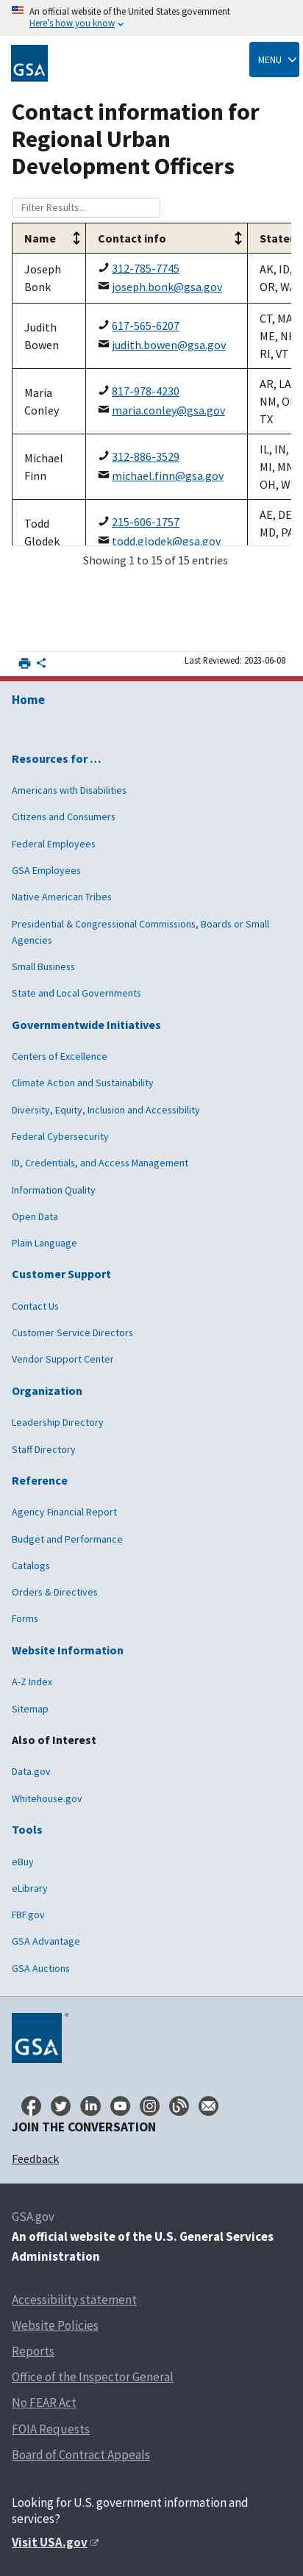 An official website of the United States government
Here's how you know
GSA
MENU
Contact information for
Regional Urban
Development Officers
Filter Results...
Name Contact info
Joseph Bonk 312-785-7745 joseph.bonk@gsa.gov AK, ID, OR,
Judith Bowen 617-565-6207 judith.bowen@gsa.gov CT, ME, RI, VT
Maria Conley 817-978-4230 maria.conley@gsa.gov AR, LA NM, TX
Michael Finn 312-886-3529 michael.finn@gsa.gov IL, IN, MI, OH,
Todd Glodek 215-606-1757 todd.glodek@gsa.gov AE, MD,
Showing 1 to 15 of 15 entries
Last Reviewed: 2023-06-08
Home
Resources for …
Americans with Disabilities
Citizens and Consumers
Federal Employees
GSA Employees
Native American Tribes
Presidential & Congressional Commissions, Boards or Small
Agencies
Small Business
State and Local Governments
Governmentwide Initiatives
Centers of Excellence
Climate Action and Sustainability
Diversity, Equity, Inclusion and Accessibility
Federal Cybersecurity
ID, Credentials, and Access Management
Information Quality
Open Data
Plain Language
Customer Support
Contact Us
Customer Service Directors
Vendor Support Center
Organization
Leadership Directory
Staff Directory
Reference
Agency Financial Report
Budget and Performance
Catalogs
Orders & Directives
Forms
Website Information
A-Z Index
Sitemap
Also of Interest
Data.gov
Whitehouse.gov
Tools
eBuy
eLibrary
FBF.gov
GSA Advantage
GSA Auctions
GSA
JOIN THE CONVERSATION
Feedback
GSA.gov
An official website of the U.S. General Services
Administration
Accessibility statement
Website Policies
Reports
Office of the Inspector General
No FEAR Act
FOIA Requests
Board of Contract Appeals
Looking for U.S. government information and
services?
Visit USA.gov